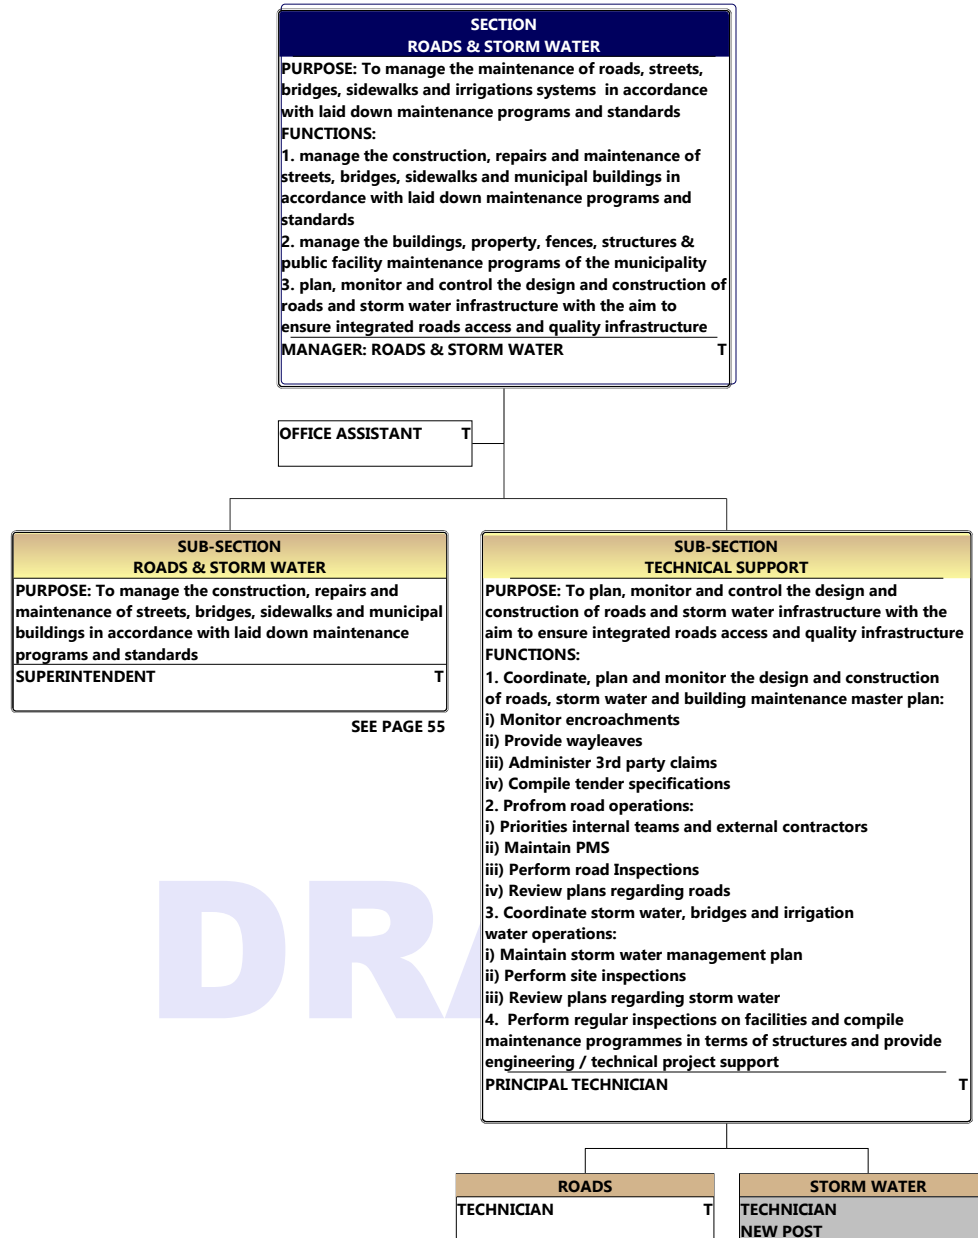 SECTION
ROADS & STORM WATER
PURPOSE: To manage the maintenance of roads, streets,
bridges, sidewalks and irrigations systems  in accordance
with laid down maintenance programs and standards
FUNCTIONS:
1. manage the construction, repairs and maintenance of
streets, bridges, sidewalks and municipal buildings in
accordance with laid down maintenance programs and
standards
2. manage the buildings, property, fences, structures &
public facility maintenance programs of the municipality
3. plan, monitor and control the design and construction of
roads and storm water infrastructure with the aim to
ensure integrated roads access and quality infrastructure
MANAGER: ROADS & STORM WATER T
OFFICE ASSISTANT T
SUB-SECTION
ROADS & STORM WATER
PURPOSE: To manage the construction, repairs and
maintenance of streets, bridges, sidewalks and municipal
buildings in accordance with laid down maintenance
programs and standards
SUPERINTENDENT T
SEE PAGE 55
SUB-SECTION
TECHNICAL SUPPORT
PURPOSE: To plan, monitor and control the design and
construction of roads and storm water infrastructure with the
aim to ensure integrated roads access and quality infrastructure
FUNCTIONS:
1. Coordinate, plan and monitor the design and construction
of roads, storm water and building maintenance master plan:
i) Monitor encroachments
ii) Provide wayleaves
iii) Administer 3rd party claims
iv) Compile tender specifications
2. Profrom road operations:
i) Priorities internal teams and external contractors
ii) Maintain PMS
iii) Perform road Inspections
iv) Review plans regarding roads
3. Coordinate storm water, bridges and irrigation
water operations:
i) Maintain storm water management plan
ii) Perform site inspections
iii) Review plans regarding storm water
4.  Perform regular inspections on facilities and compile
maintenance programmes in terms of structures and provide
engineering / technical project support
PRINCIPAL TECHNICIAN T
ROADS
TECHNICIAN T
STORM WATER
TECHNICIAN
NEW POST